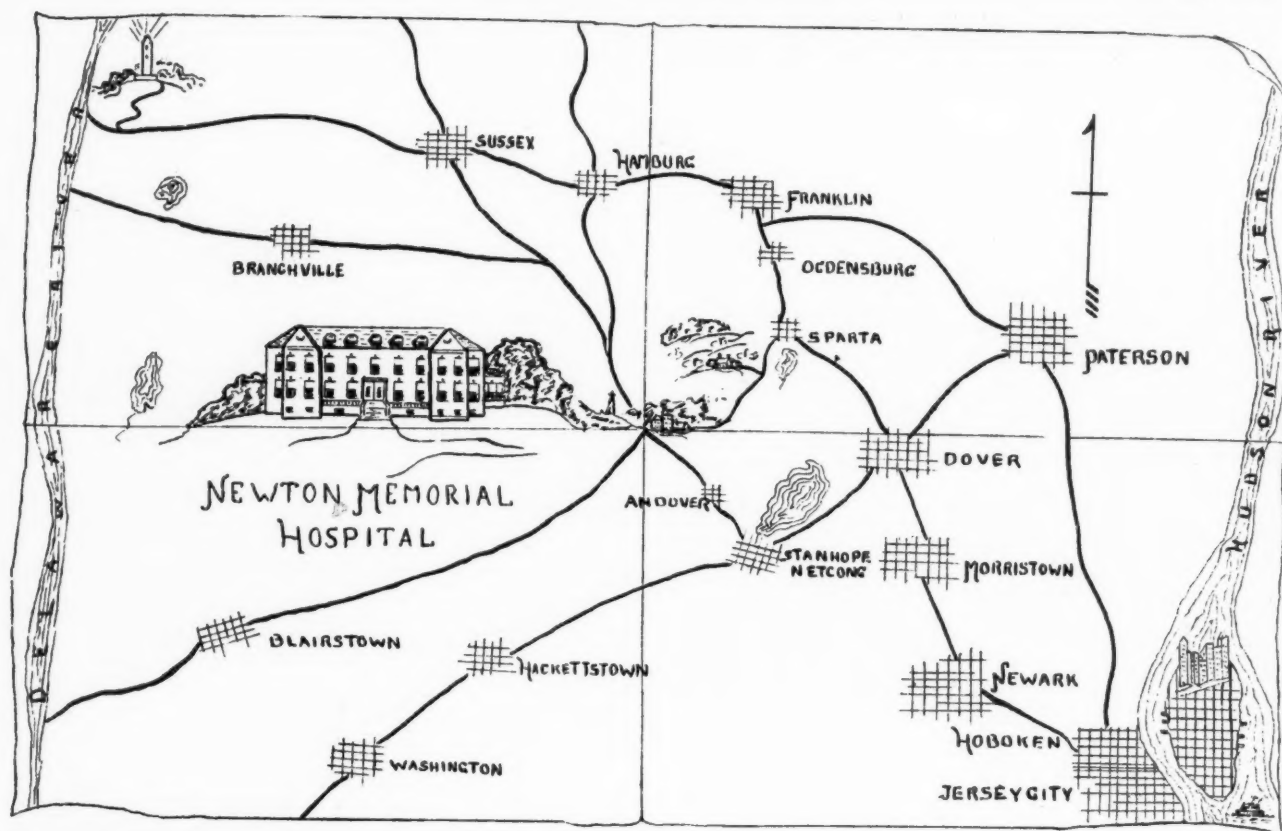 SUSSEX
HAMBURG
FRANKLIN
OGDENSBURG
BRANCHVILLE
SPARTA
PATERSON
DELAWARE RIVER
HUDSON RIVER
NEWTON MEMORIAL
HOSPITAL
DOVER
ANDOVER
STANHOPE
NETCONG
MORRISTOWN
BLAIRSTOWN
HACKETTSTOWN
NEWARK
HOBOKEN
WASHINGTON
JERSEY CITY